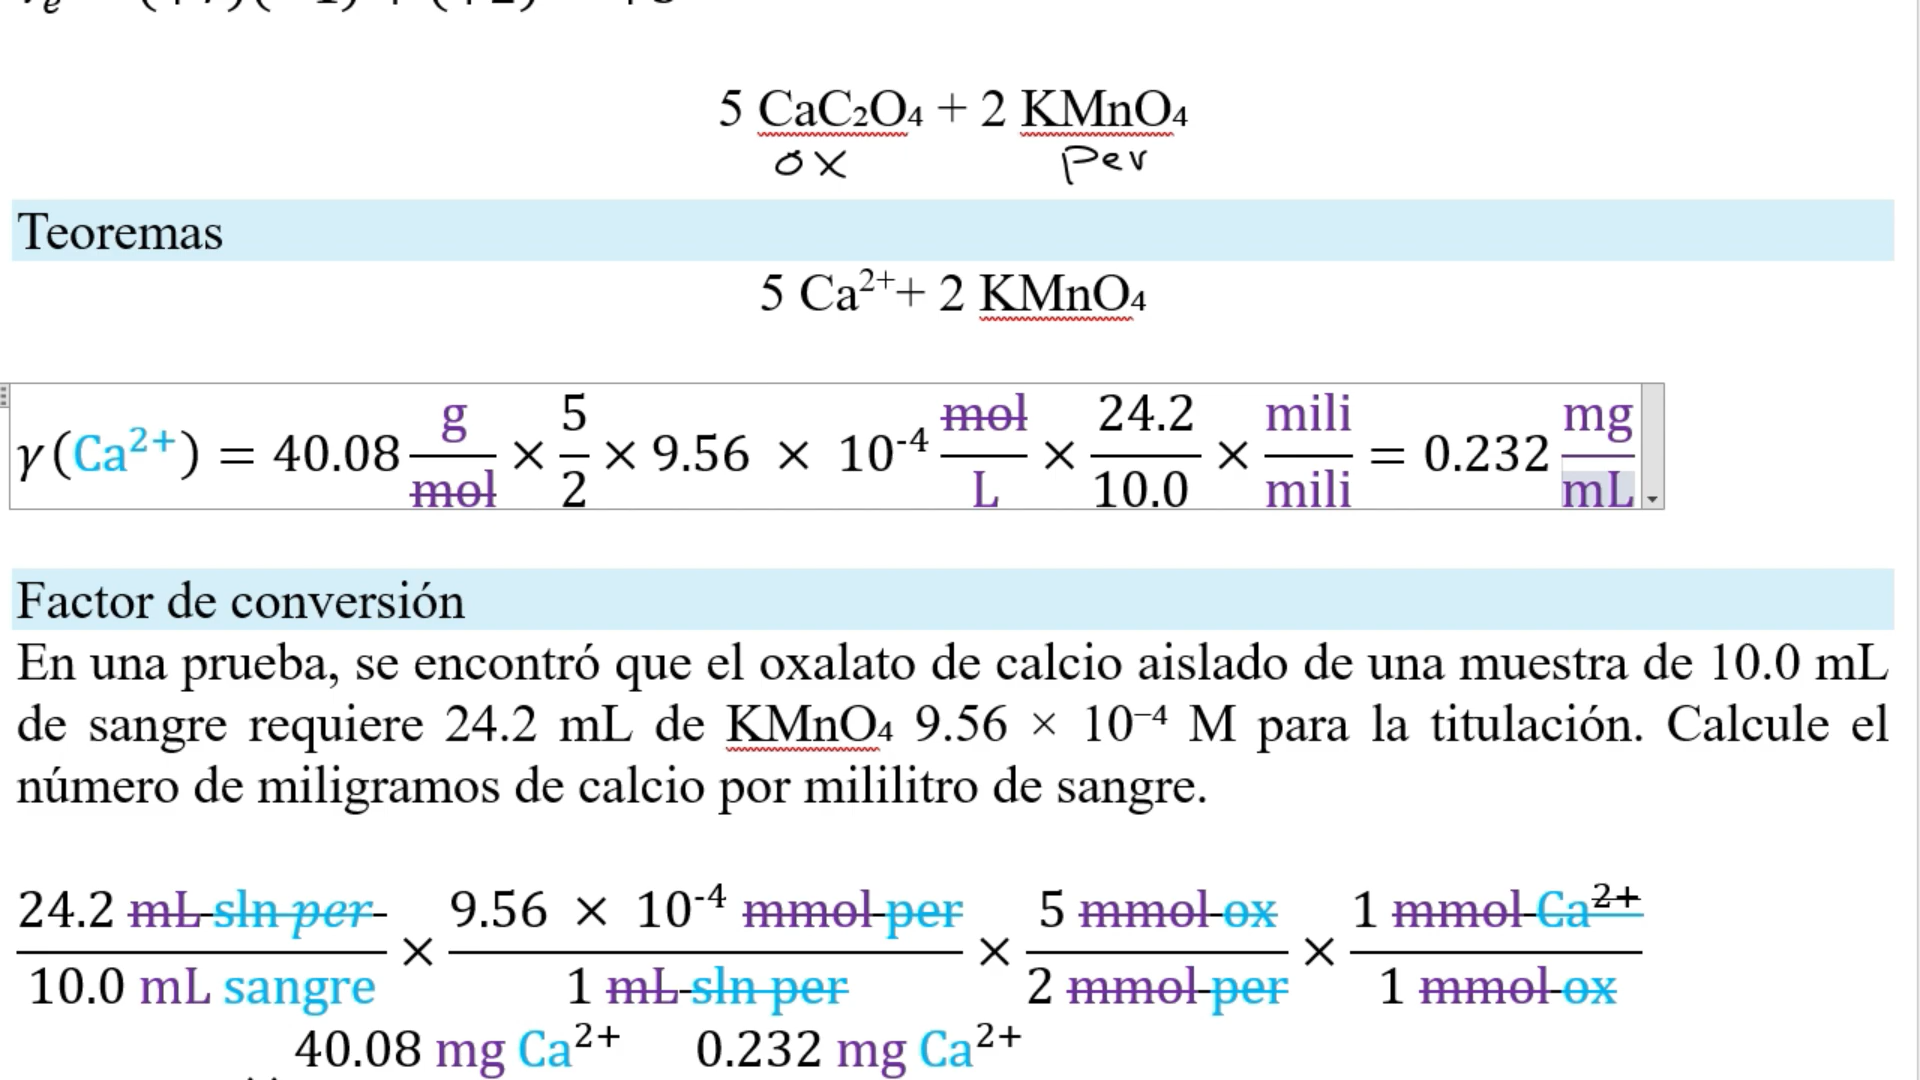 5 CaC₂O₄ + 2 KMnO₄
ox per
Teoremas
5 Ca²⁺+ 2 KMnO₄
γ(Ca²⁺) = 40.08 g/mol × 5/2 × 9.56 × 10⁻⁴ mol/L × 24.2/10.0 × mili/mili = 0.232 mg/mL
Factor de conversión
En una prueba, se encontró que el oxalato de calcio aislado de una muestra de 10.0 mL
de sangre requiere 24.2 mL de KMnO₄ 9.56 × 10⁻⁴ M para la titulación. Calcule el
número de miligramos de calcio por mililitro de sangre.
24.2 mL sln per / 10.0 mL sangre × 9.56 × 10⁻⁴ mmol per / 1 mL sln per × 5 mmol ox / 2 mmol per × 1 mmol Ca²⁺ / 1 mmol ox
40.08 mg Ca²⁺ 0.232 mg Ca²⁺